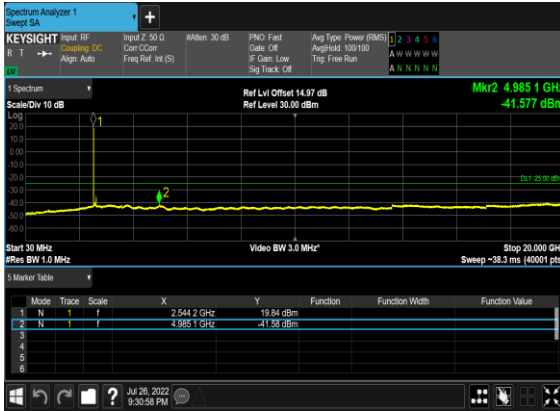 Spectrum Analyzer 1
Swept SA
+
KEYSIGHT
R T
Input: RF
Coupling: DC
Align: Auto
Input Z: 50 Ω
Corr CCorr
Freq Ref: Int (S)
#Atten: 30 dB
PNO: Fast
Gate: Off
IF Gain: Low
Sig Track: Off
Avg Type: Power (RMS)
Avg|Hold: 100/100
Trig: Free Run
1 2 3 4 5 6
A W W W W W
A N N N N N
1 Spectrum
Scale/Div 10 dB
Ref Lvl Offset 14.97 dB
Ref Level 30.00 dBm
Mkr2 4.985 1 GHz
-41.577 dBm
Log
20.0
10.0
0.00
-10.0
-20.0
-30.0
-40.0
-50.0
-60.0
1
2
Start 30 MHz
#Res BW 1.0 MHz
Video BW 3.0 MHz*
Stop 20.000 GH
Sweep ~38.3 ms (40001 pts
5 Marker Table
Mode Trace Scale X Y Function Function Width Function Value
1 N 1 f 2.544 2 GHz 19.84 dBm
2 N 1 f 4.985 1 GHz -41.58 dBm
3
4
5
6
?
Jul 26, 2022
9:30:58 PM